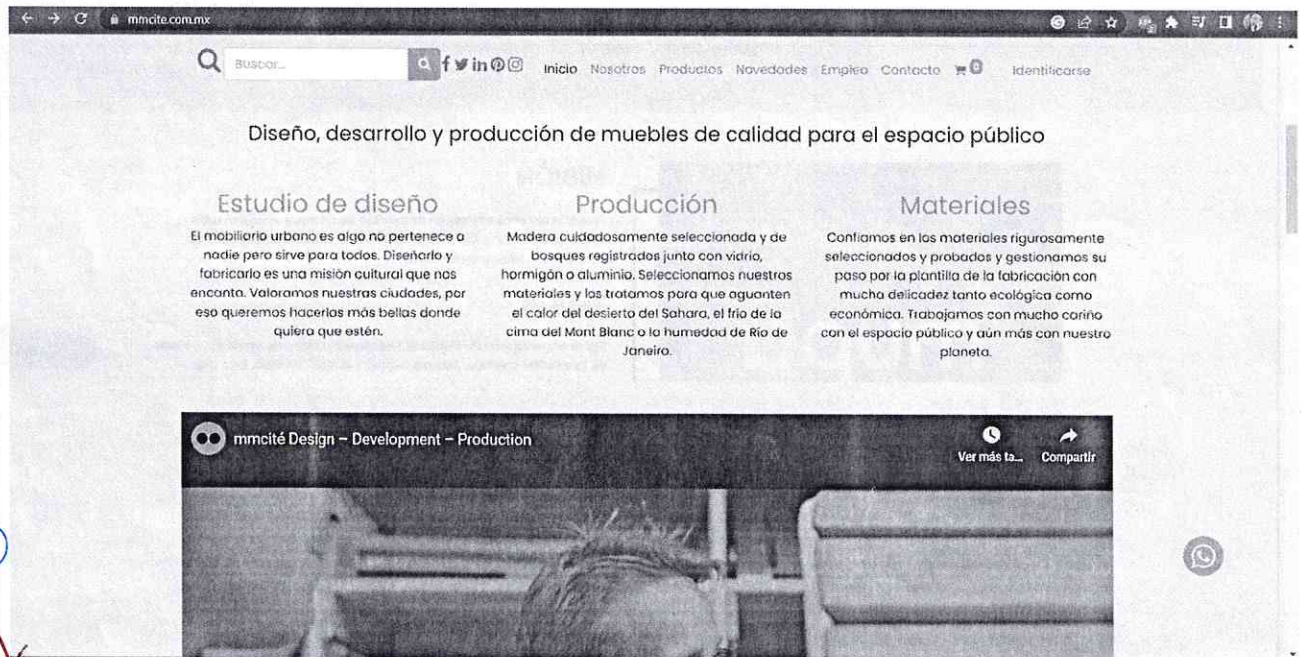 mmcite.com.mx
Buscar...
Inicio Nosotros Productos Novedades Empleo Contacto 0 Identificarse
Diseño, desarrollo y producción de muebles de calidad para el espacio público
Estudio de diseño
El mobiliario urbano es algo no pertenece a
nadie pero sirve para todos. Diseñarlo y
fabricarlo es una misión cultural que nos
encanta. Valoramos nuestras ciudades, por
eso queremos hacerlas más bellas donde
quiera que estén.
Producción
Madera cuidadosamente seleccionada y de
bosques registrados junto con vidrio,
hormigón o aluminio. Seleccionamos nuestros
materiales y los tratamos para que aguanten
el calor del desierto del Sahara, el frío de la
cima del Mont Blanc o la humedad de Río de
Janeiro.
Materiales
Confiamos en los materiales rigurosamente
seleccionados y probados y gestionamos su
paso por la plantilla de la fabricación con
mucha delicadez tanto ecológica como
económica. Trabajamos con mucho cariño
con el espacio público y aún más con nuestro
planeta.
mmcité Design – Development – Production
Ver más ta... Compartir